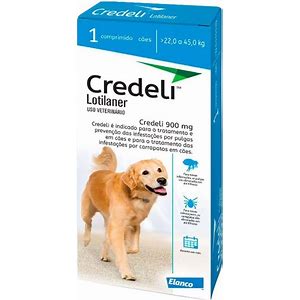 1 comprimido cães >22,0 a 45,0 kg
Credeli™
Lotilaner
USO VETERINÁRIO
Credeli 900 mg
Credeli é indicado para o tratamento e
prevenção das infestações por pulgas
em cães e para o tratamento das
infestações por carrapatos em cães.
Elanco